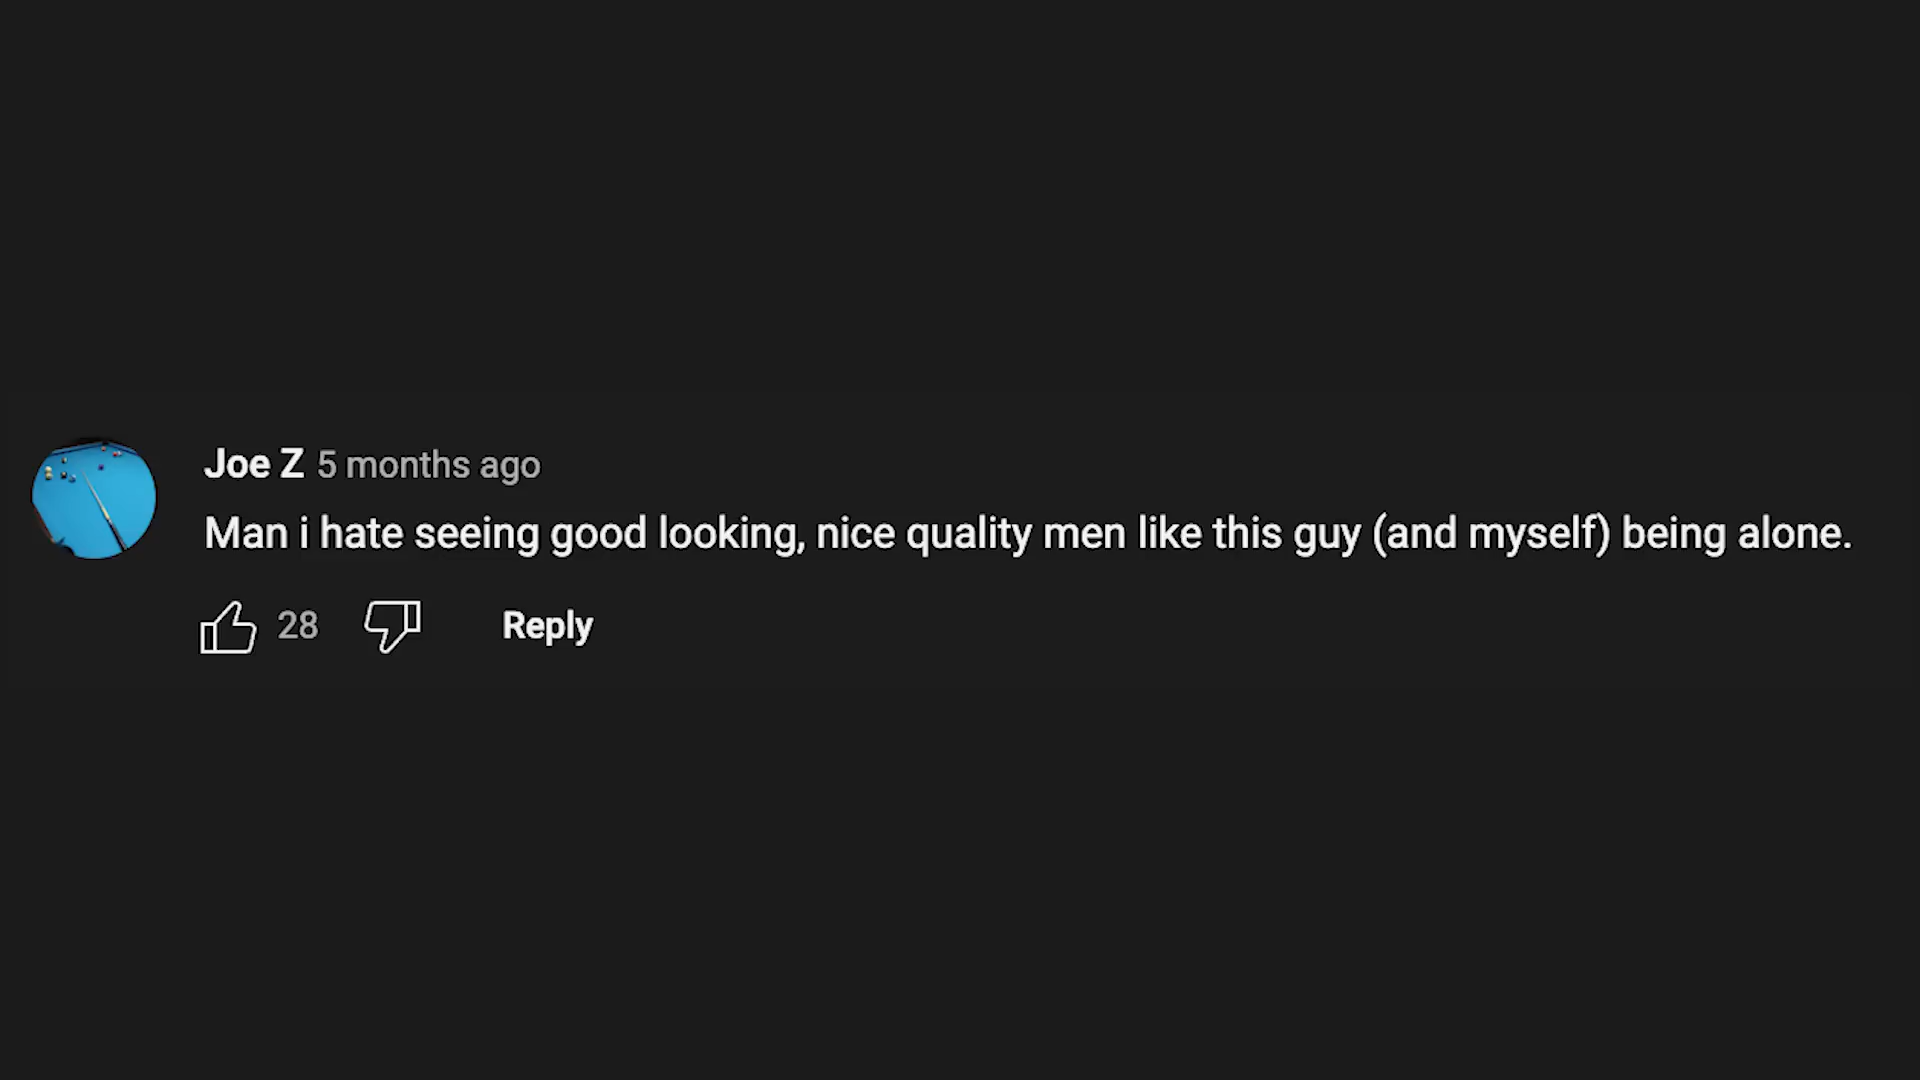 Joe Z 5 months ago
Man i hate seeing good looking, nice quality men like this guy (and myself) being alone.
28 Reply